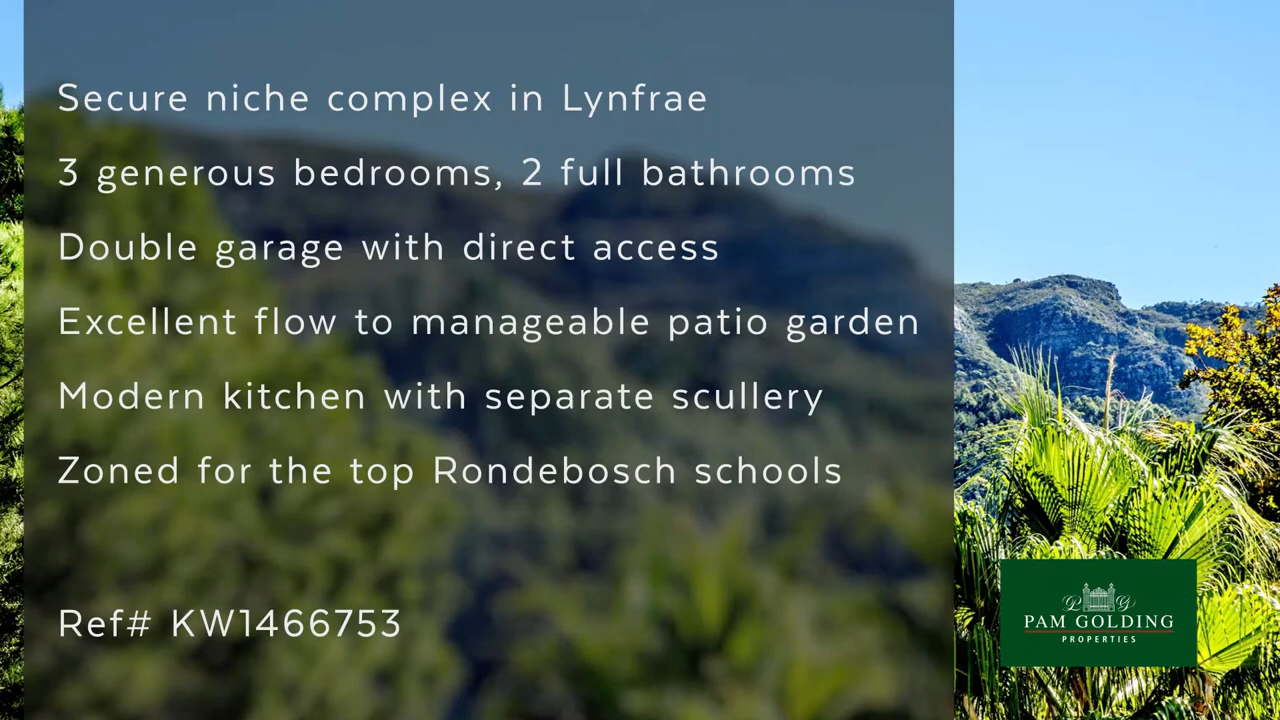 Secure niche complex in Lynfrae
3 generous bedrooms, 2 full bathrooms
Double garage with direct access
Excellent flow to manageable patio garden
Modern kitchen with separate scullery
Zoned for the top Rondebosch schools
Ref# KW1466753
P G
PAM GOLDING
PROPERTIES